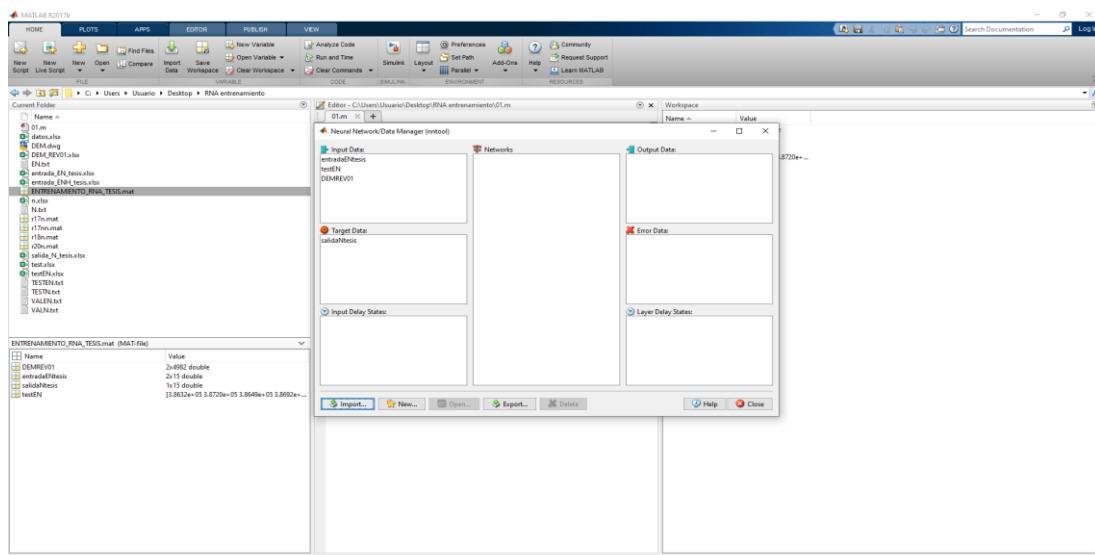 MATLAB R2017b
HOME PLOTS APPS EDITOR PUBLISH VIEW
Search Documentation Log In
New Script
New Live Script
New
Open
Find Files
Compare
Import Data
Save Workspace
New Variable
Open Variable
Clear Workspace
Analyze Code
Run and Time
Clear Commands
Simulink
Layout
Preferences
Set Path
Parallel
Add-Ons
Help
Community
Request Support
Learn MATLAB
FILE VARIABLE CODE SIMULINK ENVIRONMENT RESOURCES
C: Users Usuario Desktop RNA entrenamiento
Current Folder
Name
01.m
datos.xlsx
DEM.dwg
DEM_REV01.xlsx
EN.txt
entrada_EN_tesis.xlsx
entrada_ENH_tesis.xlsx
ENTRENAMIENTO_RNA_TESIS.mat
n.xlsx
N.txt
r17n.mat
r17nn.mat
r18n.mat
r20n.mat
salida_N_tesis.xlsx
test.xlsx
testEN.xlsx
TESTEN.txt
TESTN.txt
VALEN.txt
VALN.txt
ENTRENAMIENTO_RNA_TESIS.mat (MAT-file)
Name Value
DEMREV01 2x4982 double
entradaENtesis 2x15 double
salidaNtesis 1x15 double
testEN [3.8632e+05 3.8720e+05 3.8649e+05 3.8692e+...
Editor - C:\Users\Usuario\Desktop\RNA entrenamiento\01.m
01.m
Neural Network/Data Manager (nntool)
Input Data:
entradaENtesis
testEN
DEMREV01
Networks
Output Data:
Target Data:
salidaNtesis
Error Data:
Input Delay States:
Layer Delay States:
Import... New... Open... Export... Delete Help Close
Workspace
Name Value
.8720e+...